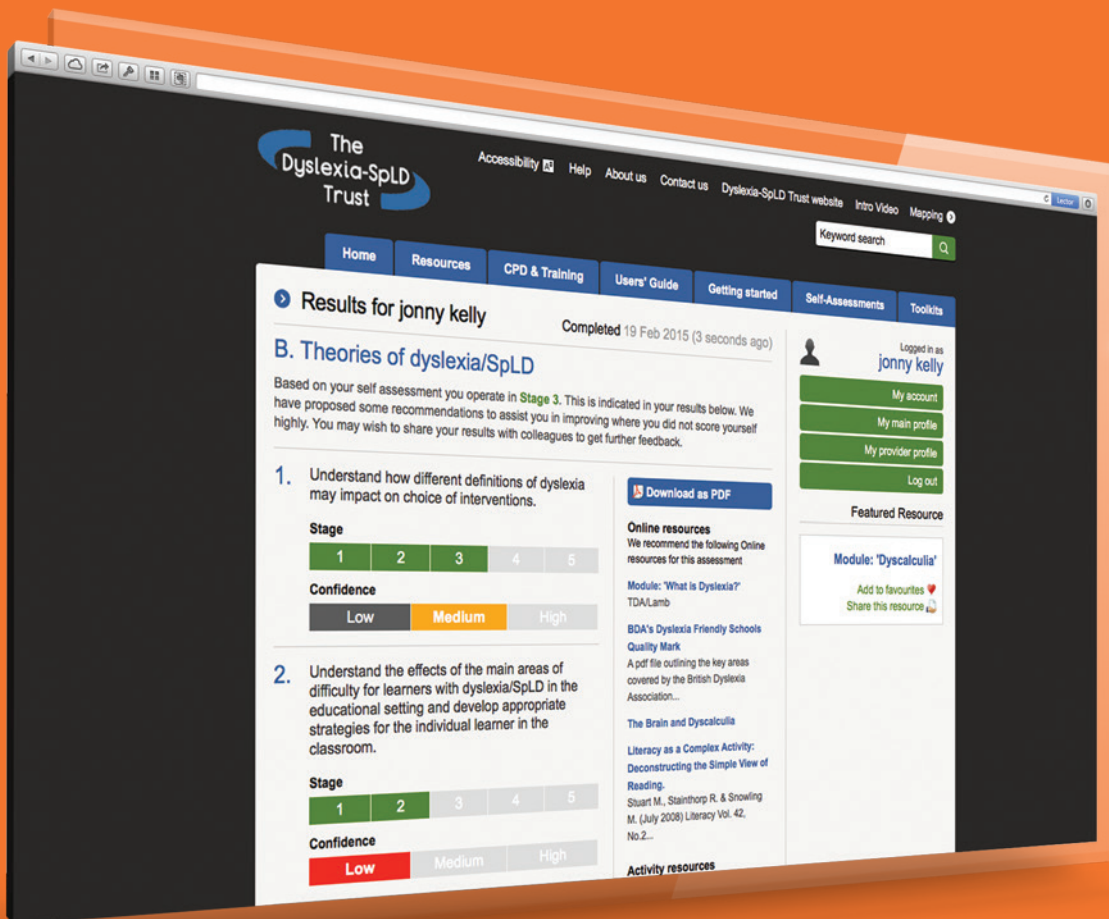 The
Dyslexia-SpLD
Trust
Accessibility
Help
About us
Contact us
Dyslexia-SpLD Trust website
Intro Video
Mapping
Lector
Keyword search
Home
Resources
CPD & Training
Users' Guide
Getting started
Self-Assessments
Toolkits
Results for jonny kelly
Completed 19 Feb 2015 (3 seconds ago)
B. Theories of dyslexia/SpLD
Based on your self assessment you operate in Stage 3. This is indicated in your results below. We
have proposed some recommendations to assist you in improving where you did not score yourself
highly. You may wish to share your results with colleagues to get further feedback.
1. Understand how different definitions of dyslexia
may impact on choice of interventions.
Stage
1 2 3 4 5
Confidence
Low Medium High
2. Understand the effects of the main areas of
difficulty for learners with dyslexia/SpLD in the
educational setting and develop appropriate
strategies for the individual learner in the
classroom.
Stage
1 2 3 4 5
Confidence
Low Medium High
Download as PDF
Online resources
We recommend the following Online
resources for this assessment
Module: 'What is Dyslexia?'
TDA/Lamb
BDA's Dyslexia Friendly Schools
Quality Mark
A pdf file outlining the key areas
covered by the British Dyslexia
Association...
The Brain and Dyscalculia
Literacy as a Complex Activity:
Deconstructing the Simple View of
Reading.
Stuart M., Stainthorp R. & Snowling
M. (July 2008) Literacy Vol. 42,
No.2...
Activity resources
Logged in as
jonny kelly
My account
My main profile
My provider profile
Log out
Featured Resource
Module: 'Dyscalculia'
Add to favourites
Share this resource